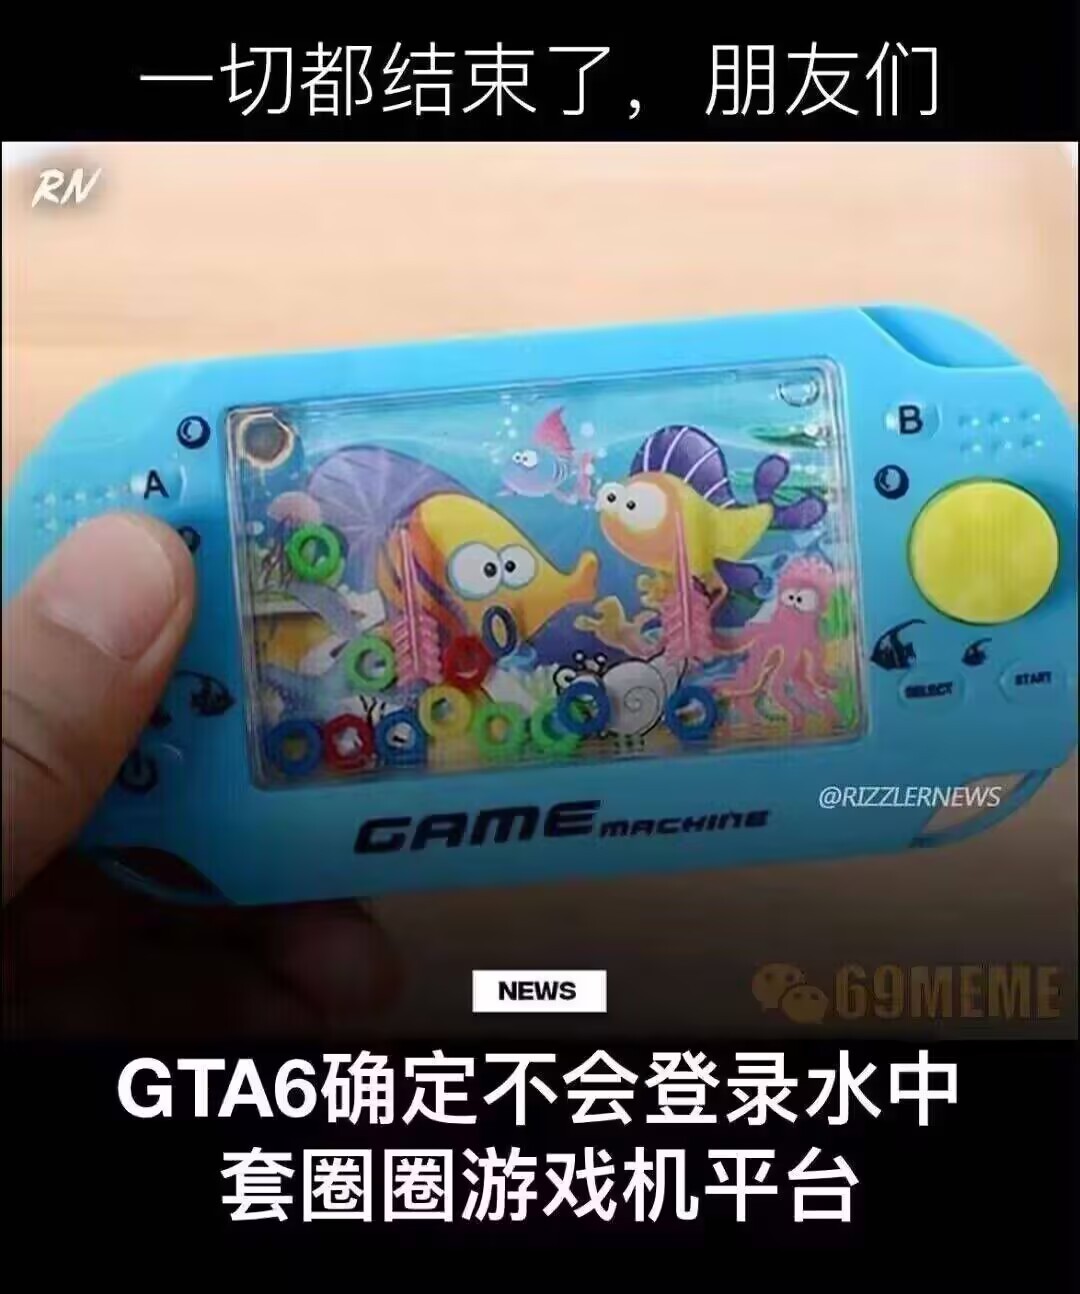 一切都结束了，朋友们
RN
B
A
SELECT
START
@RIZZLERNEWS
GAME MACHINE
NEWS
69MEME
GTA6确定不会登录水中
套圈圈游戏机平台